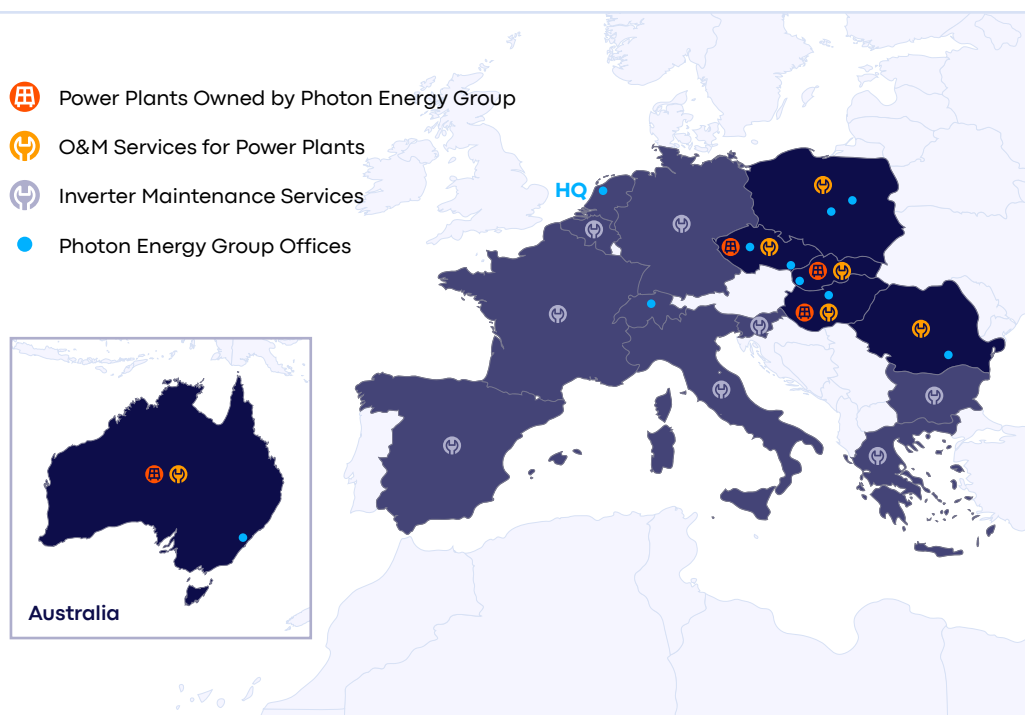 Power Plants Owned by Photon Energy Group
O&M Services for Power Plants
Inverter Maintenance Services
Photon Energy Group Offices
HQ
Australia